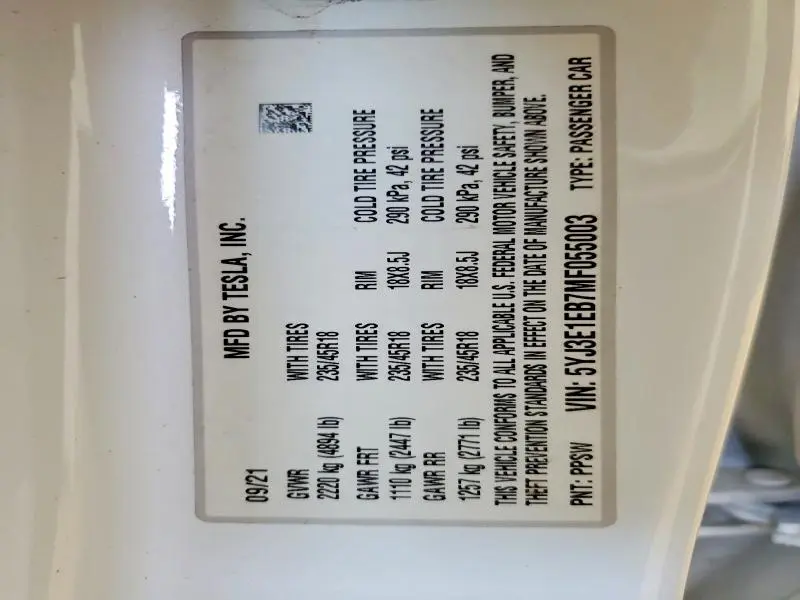 MFD BY TESLA, INC.
09/21
GVWR WITH TIRES
2220 kg (4894 lb) 235/45R18
GAWR FRT WITH TIRES RIM COLD TIRE PRESSURE
1110 kg (2447 lb) 235/45R18 18X8.5J 290 kPa, 42 psi
GAWR RR WITH TIRES RIM COLD TIRE PRESSURE
1257 kg (2771 lb) 235/45R18 18X8.5J 290 kPa, 42 psi
THIS VEHICLE CONFORMS TO ALL APPLICABLE U.S. FEDERAL MOTOR VEHICLE SAFETY, BUMPER, AND
THEFT PREVENTION STANDARDS IN EFFECT ON THE DATE OF MANUFACTURE SHOWN ABOVE.
PNT: PPSW VIN: 5YJ3E1EB7MF055003 TYPE: PASSENGER CAR